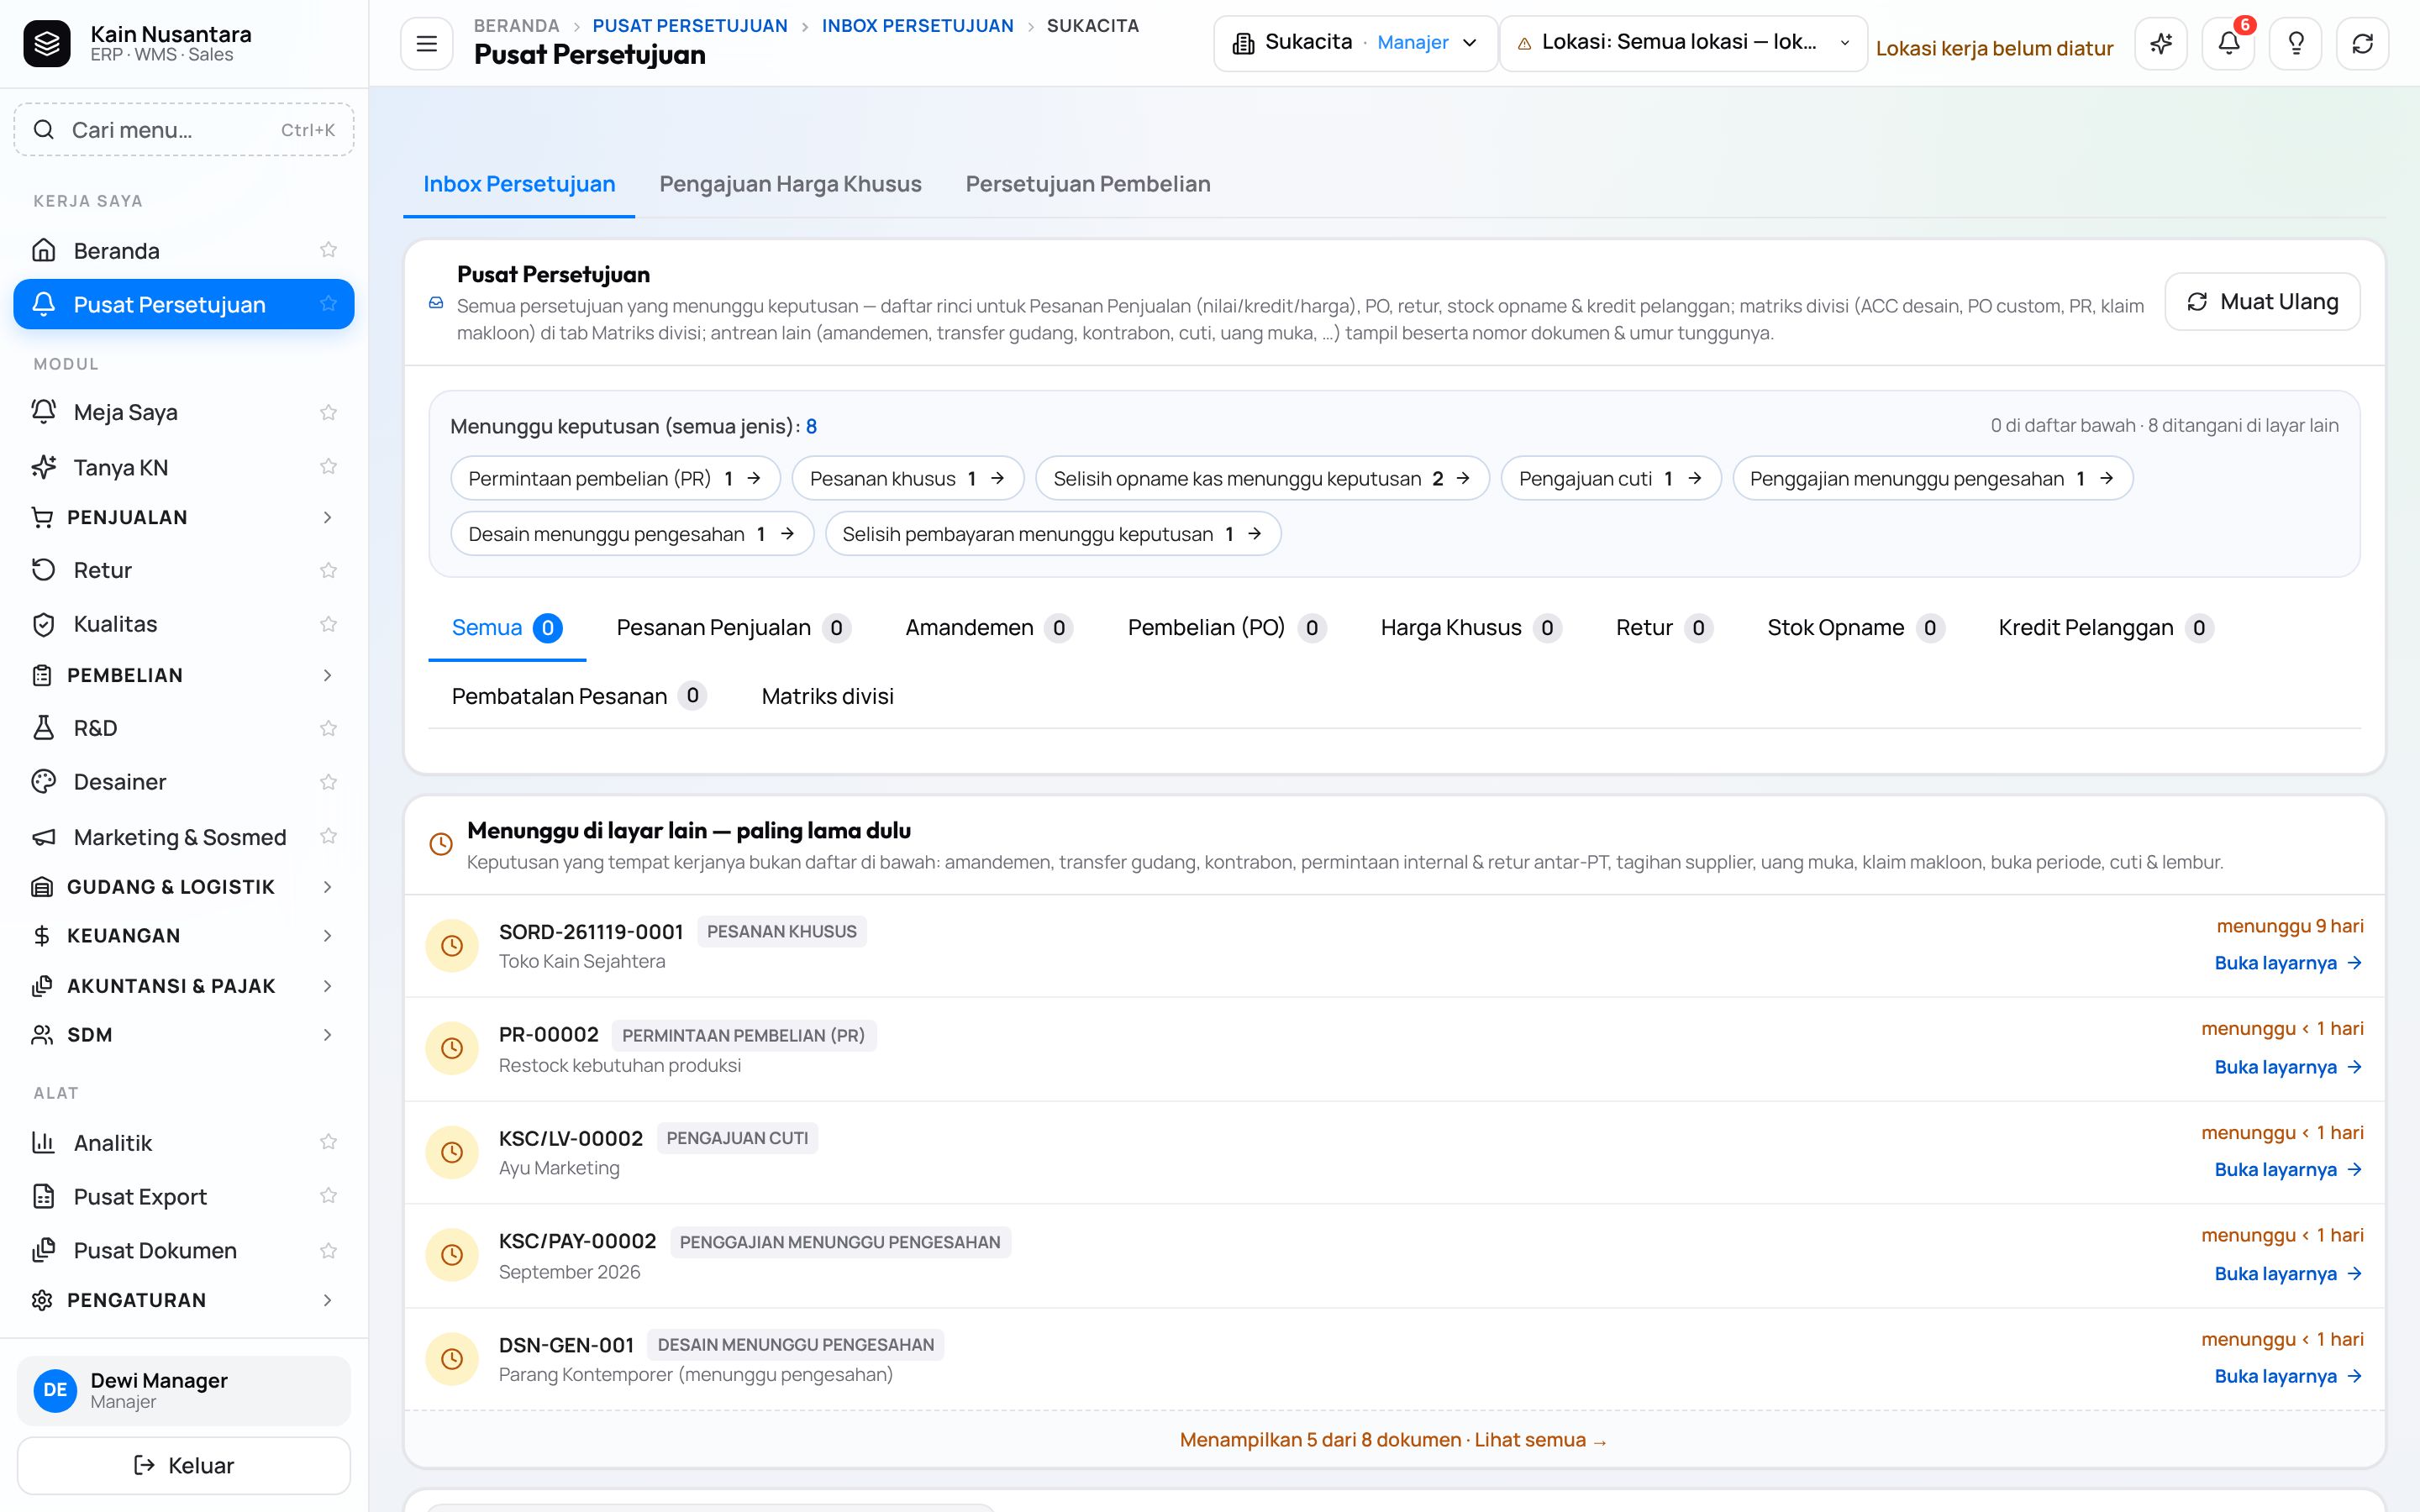 Kain Nusantara
ERP · WMS · Sales
Cari menu... Ctrl+K
KERJA SAYA
Beranda
Pusat Persetujuan
MODUL
Meja Saya
Tanya KN
PENJUALAN
Retur
Kualitas
PEMBELIAN
R&D
Desainer
Marketing & Sosmed
GUDANG & LOGISTIK
KEUANGAN
AKUNTANSI & PAJAK
SDM
ALAT
Analitik
Pusat Export
Pusat Dokumen
PENGATURAN
DE
Dewi Manager
Manajer
Keluar
BERANDA > PUSAT PERSETUJUAN > INBOX PERSETUJUAN > SUKACITA
Pusat Persetujuan
Sukacita · Manajer
Lokasi: Semua lokasi — lok...
Lokasi kerja belum diatur
6
Inbox Persetujuan
Pengajuan Harga Khusus
Persetujuan Pembelian
Pusat Persetujuan
Semua persetujuan yang menunggu keputusan — daftar rinci untuk Pesanan Penjualan (nilai/kredit/harga), PO, retur, stock opname & kredit pelanggan; matriks divisi (ACC desain, PO custom, PR, klaim
makloon) di tab Matriks divisi; antrean lain (amandemen, transfer gudang, kontrabon, cuti, uang muka, ...) tampil beserta nomor dokumen & umur tunggunya.
Muat Ulang
Menunggu keputusan (semua jenis): 8
0 di daftar bawah · 8 ditangani di layar lain
Permintaan pembelian (PR) 1 →
Pesanan khusus 1 →
Selisih opname kas menunggu keputusan 2 →
Pengajuan cuti 1 →
Penggajian menunggu pengesahan 1 →
Desain menunggu pengesahan 1 →
Selisih pembayaran menunggu keputusan 1 →
Semua 0
Pesanan Penjualan 0
Amandemen 0
Pembelian (PO) 0
Harga Khusus 0
Retur 0
Stok Opname 0
Kredit Pelanggan 0
Pembatalan Pesanan 0
Matriks divisi
Menunggu di layar lain — paling lama dulu
Keputusan yang tempat kerjanya bukan daftar di bawah: amandemen, transfer gudang, kontrabon, permintaan internal & retur antar-PT, tagihan supplier, uang muka, klaim makloon, buka periode, cuti & lembur.
SORD-261119-0001 PESANAN KHUSUS
Toko Kain Sejahtera
menunggu 9 hari
Buka layarnya →
PR-00002 PERMINTAAN PEMBELIAN (PR)
Restock kebutuhan produksi
menunggu < 1 hari
Buka layarnya →
KSC/LV-00002 PENGAJUAN CUTI
Ayu Marketing
menunggu < 1 hari
Buka layarnya →
KSC/PAY-00002 PENGGAJIAN MENUNGGU PENGESAHAN
September 2026
menunggu < 1 hari
Buka layarnya →
DSN-GEN-001 DESAIN MENUNGGU PENGESAHAN
Parang Kontemporer (menunggu pengesahan)
menunggu < 1 hari
Buka layarnya →
Menampilkan 5 dari 8 dokumen · Lihat semua →